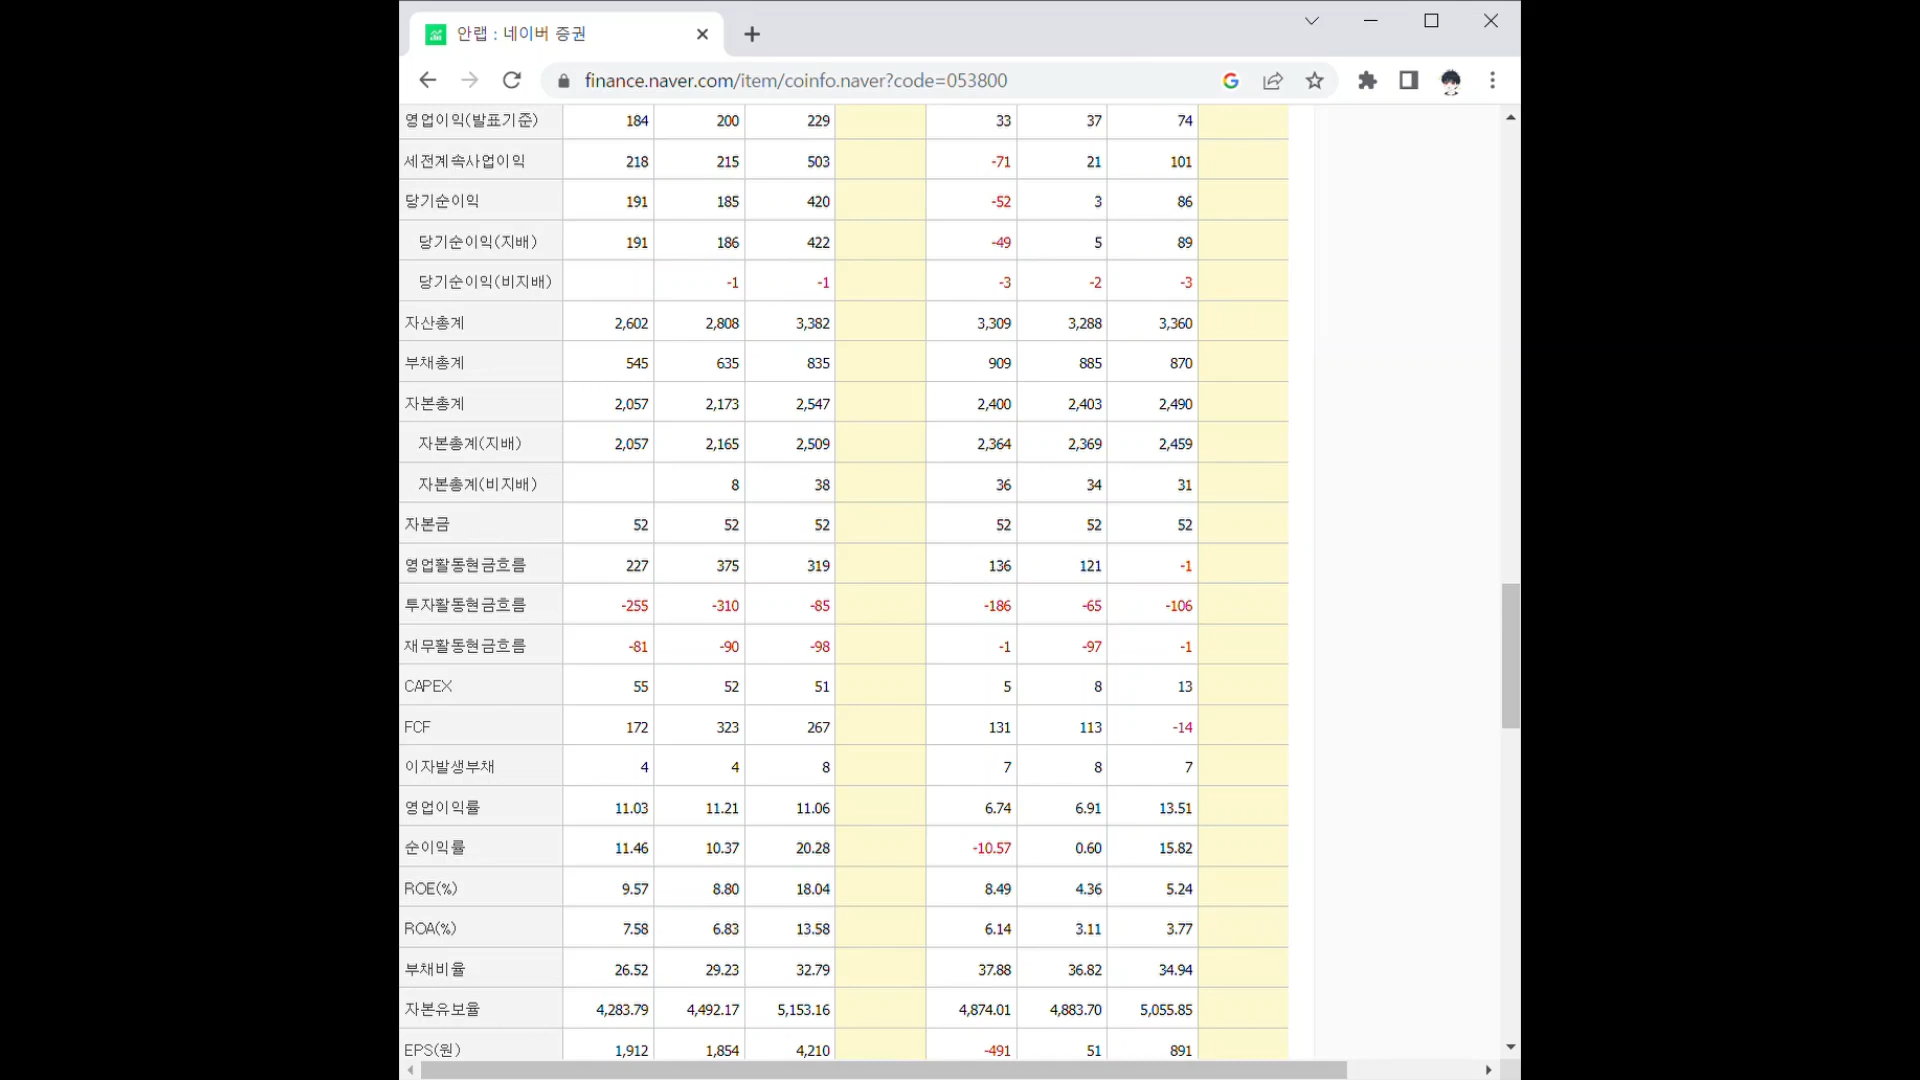 안랩 : 네이버 증권
finance.naver.com/item/coinfo.naver?code=053800
영업이익(발표기준) 184 200 229 33 37 74
세전계속사업이익 218 215 503 -71 21 101
당기순이익 191 185 420 -52 3 86
당기순이익(지배) 191 186 422 -49 5 89
당기순이익(비지배) -1 -1 -3 -2 -3
자산총계 2,602 2,808 3,382 3,309 3,288 3,360
부채총계 545 635 835 909 885 870
자본총계 2,057 2,173 2,547 2,400 2,403 2,490
자본총계(지배) 2,057 2,165 2,509 2,364 2,369 2,459
자본총계(비지배) 8 38 36 34 31
자본금 52 52 52 52 52 52
영업활동현금흐름 227 375 319 136 121 -1
투자활동현금흐름 -255 -310 -85 -186 -65 -106
재무활동현금흐름 -81 -90 -98 -1 -97 -1
CAPEX 55 52 51 5 8 13
FCF 172 323 267 131 113 -14
이자발생부채 4 4 8 7 8 7
영업이익률 11.03 11.21 11.06 6.74 6.91 13.51
순이익률 11.46 10.37 20.28 -10.57 0.60 15.82
ROE(%) 9.57 8.80 18.04 8.49 4.36 5.24
ROA(%) 7.58 6.83 13.58 6.14 3.11 3.77
부채비율 26.52 29.23 32.79 37.88 36.82 34.94
자본유보율 4,283.79 4,492.17 5,153.16 4,874.01 4,883.70 5,055.85
EPS(원) 1,912 1,854 4,210 -491 51 891